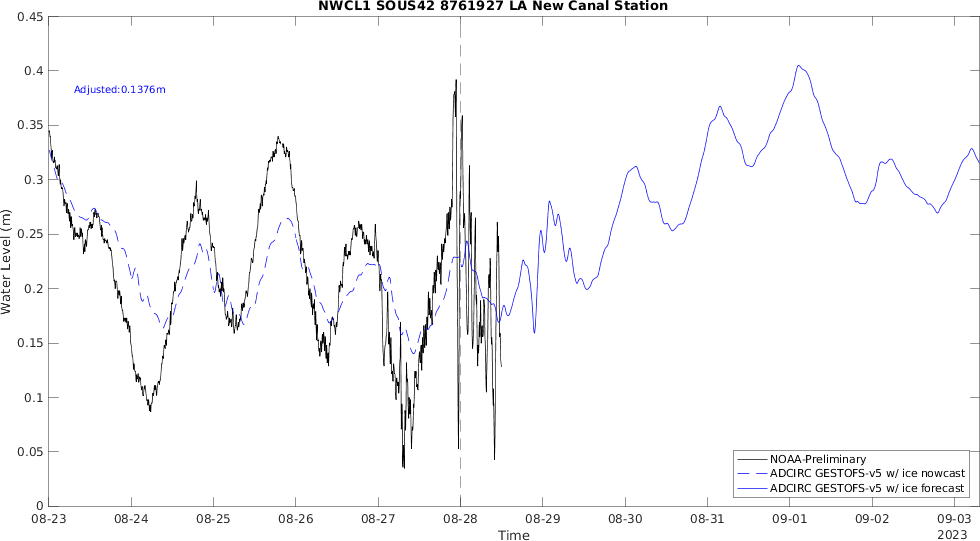 NWCL1 SOUS42 8761927 LA New Canal Station
Adjusted:0.1376m
Water Level (m)
0.45
0.4
0.35
0.3
0.25
0.2
0.15
0.1
0.05
0
NOAA-Preliminary
ADCIRC GESTOFS-v5 w/ ice nowcast
ADCIRC GESTOFS-v5 w/ ice forecast
08-23 08-24 08-25 08-26 08-27 08-28 08-29 08-30 08-31 09-01 09-02 09-03
2023
Time